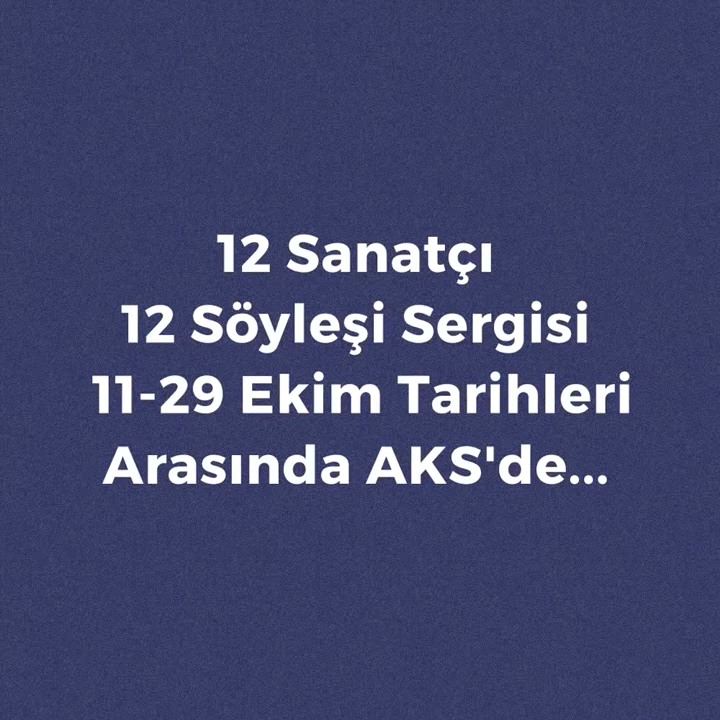 12 Sanatçı
12 Söyleşi Sergisi
11-29 Ekim Tarihleri
Arasında AKS'de...